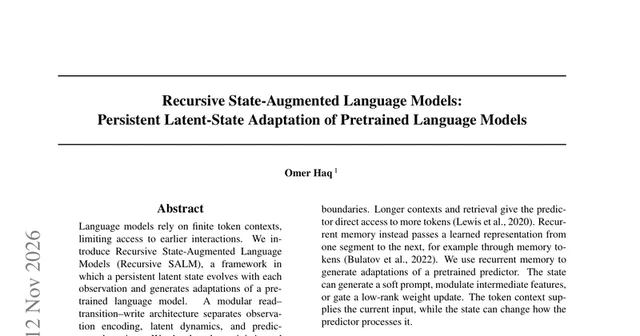 Recursive State-Augmented Language Models:
Persistent Latent-State Adaptation of Pretrained Language Models
Omer Haq 1
Abstract
Language models rely on finite token contexts,
limiting access to earlier interactions. We in-
troduce Recursive State-Augmented Language
Models (Recursive SALM), a framework in
which a persistent latent state evolves with each
observation and generates adaptations of a pre-
trained language model. A modular read–
transition–write architecture separates observa-
tion encoding, latent dynamics, and predic-
boundaries. Longer contexts and retrieval give the predic-
tor direct access to more tokens (Lewis et al., 2020). Recur-
rent memory instead passes a learned representation from
one segment to the next, for example through memory to-
kens (Bulatov et al., 2022). We use recurrent memory to
generate adaptations of a pretrained predictor. The state
can generate a soft prompt, modulate intermediate features,
or gate a low-rank weight update. The token context sup-
plies the current input, while the state can change how the
predictor processes it.
12 Nov 2026